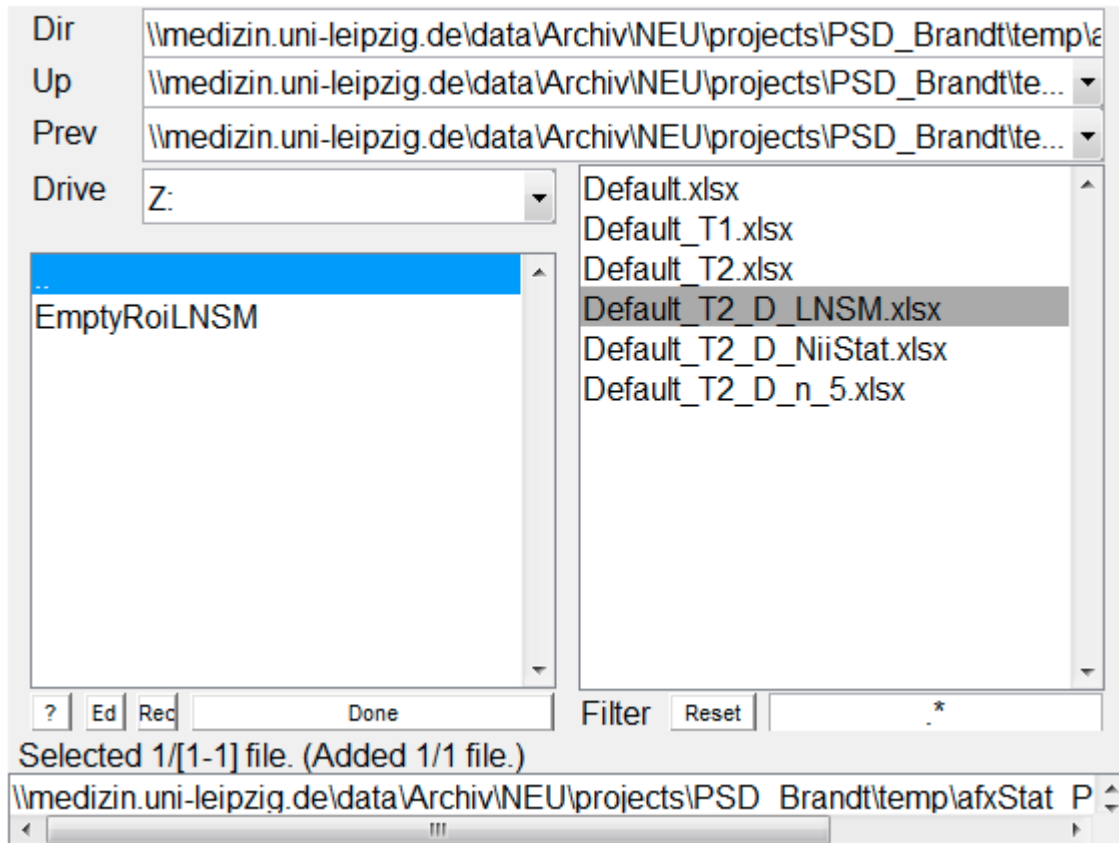 Dir
\\medizin.uni-leipzig.de\data\Archiv\NEU\projects\PSD_Brandt\temp\a
Up
\\medizin.uni-leipzig.de\data\Archiv\NEU\projects\PSD_Brandt\te...
Prev
\\medizin.uni-leipzig.de\data\Archiv\NEU\projects\PSD_Brandt\te...
Drive
Z:
..
EmptyRoiLNSM
Default.xlsx
Default_T1.xlsx
Default_T2.xlsx
Default_T2_D_LNSM.xlsx
Default_T2_D_NiiStat.xlsx
Default_T2_D_n_5.xlsx
? Ed Rec Done
Filter Reset .*
Selected 1/[1-1] file. (Added 1/1 file.)
\\medizin.uni-leipzig.de\data\Archiv\NEU\projects\PSD_Brandt\temp\afxStat_P